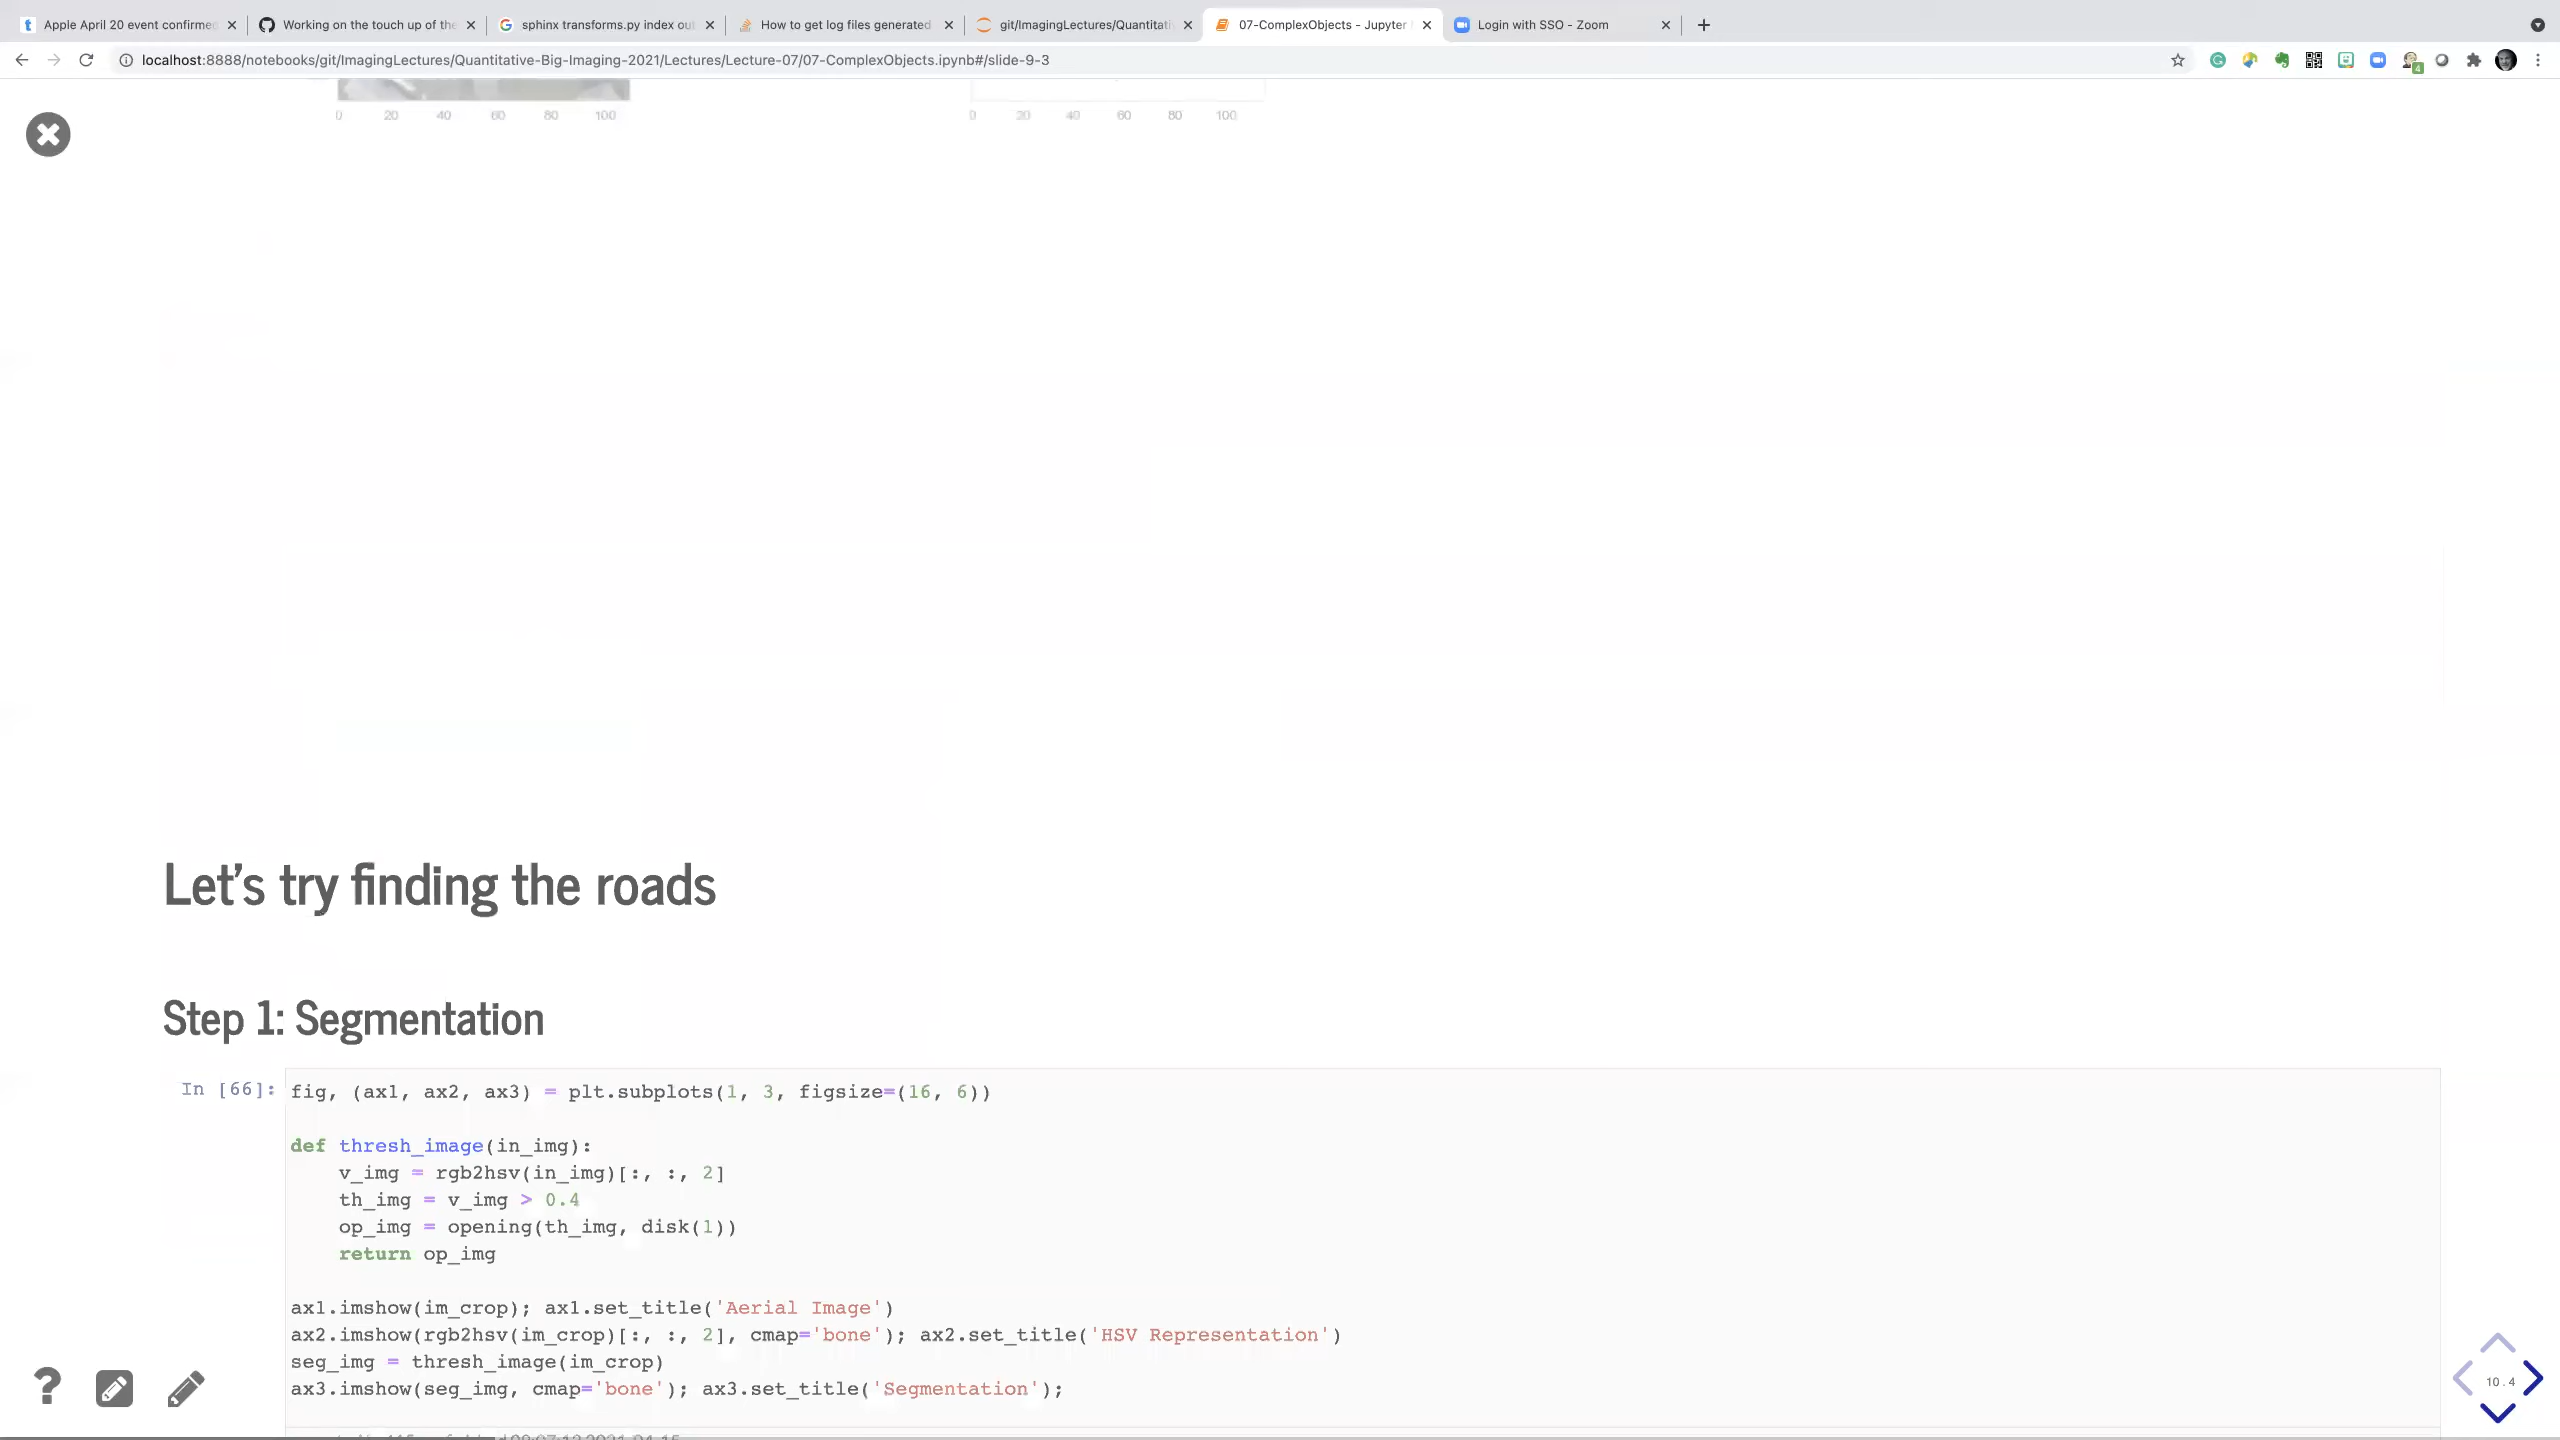 Apple April 20 event confirmed
Working on the touch up of the
sphinx transforms.py index out
How to get log files generated
git/ImagingLectures/Quantitati
07-ComplexObjects - Jupyter
Login with SSO - Zoom
localhost:8888/notebooks/git/ImagingLectures/Quantitative-Big-Imaging-2021/Lectures/Lecture-07/07-ComplexObjects.ipynb#/slide-9-3
4
0 20 40 60 80 100
0 20 40 60 80 100
Let's try finding the roads
Step 1: Segmentation
In [66]:
fig, (ax1, ax2, ax3) = plt.subplots(1, 3, figsize=(16, 6))
def thresh_image(in_img):
    v_img = rgb2hsv(in_img)[:, :, 2]
    th_img = v_img > 0.4
    op_img = opening(th_img, disk(1))
    return op_img
ax1.imshow(im_crop); ax1.set_title('Aerial Image')
ax2.imshow(rgb2hsv(im_crop)[:, :, 2], cmap='bone'); ax2.set_title('HSV Representation')
seg_img = thresh_image(im_crop)
ax3.imshow(seg_img, cmap='bone'); ax3.set_title('Segmentation');
10.4